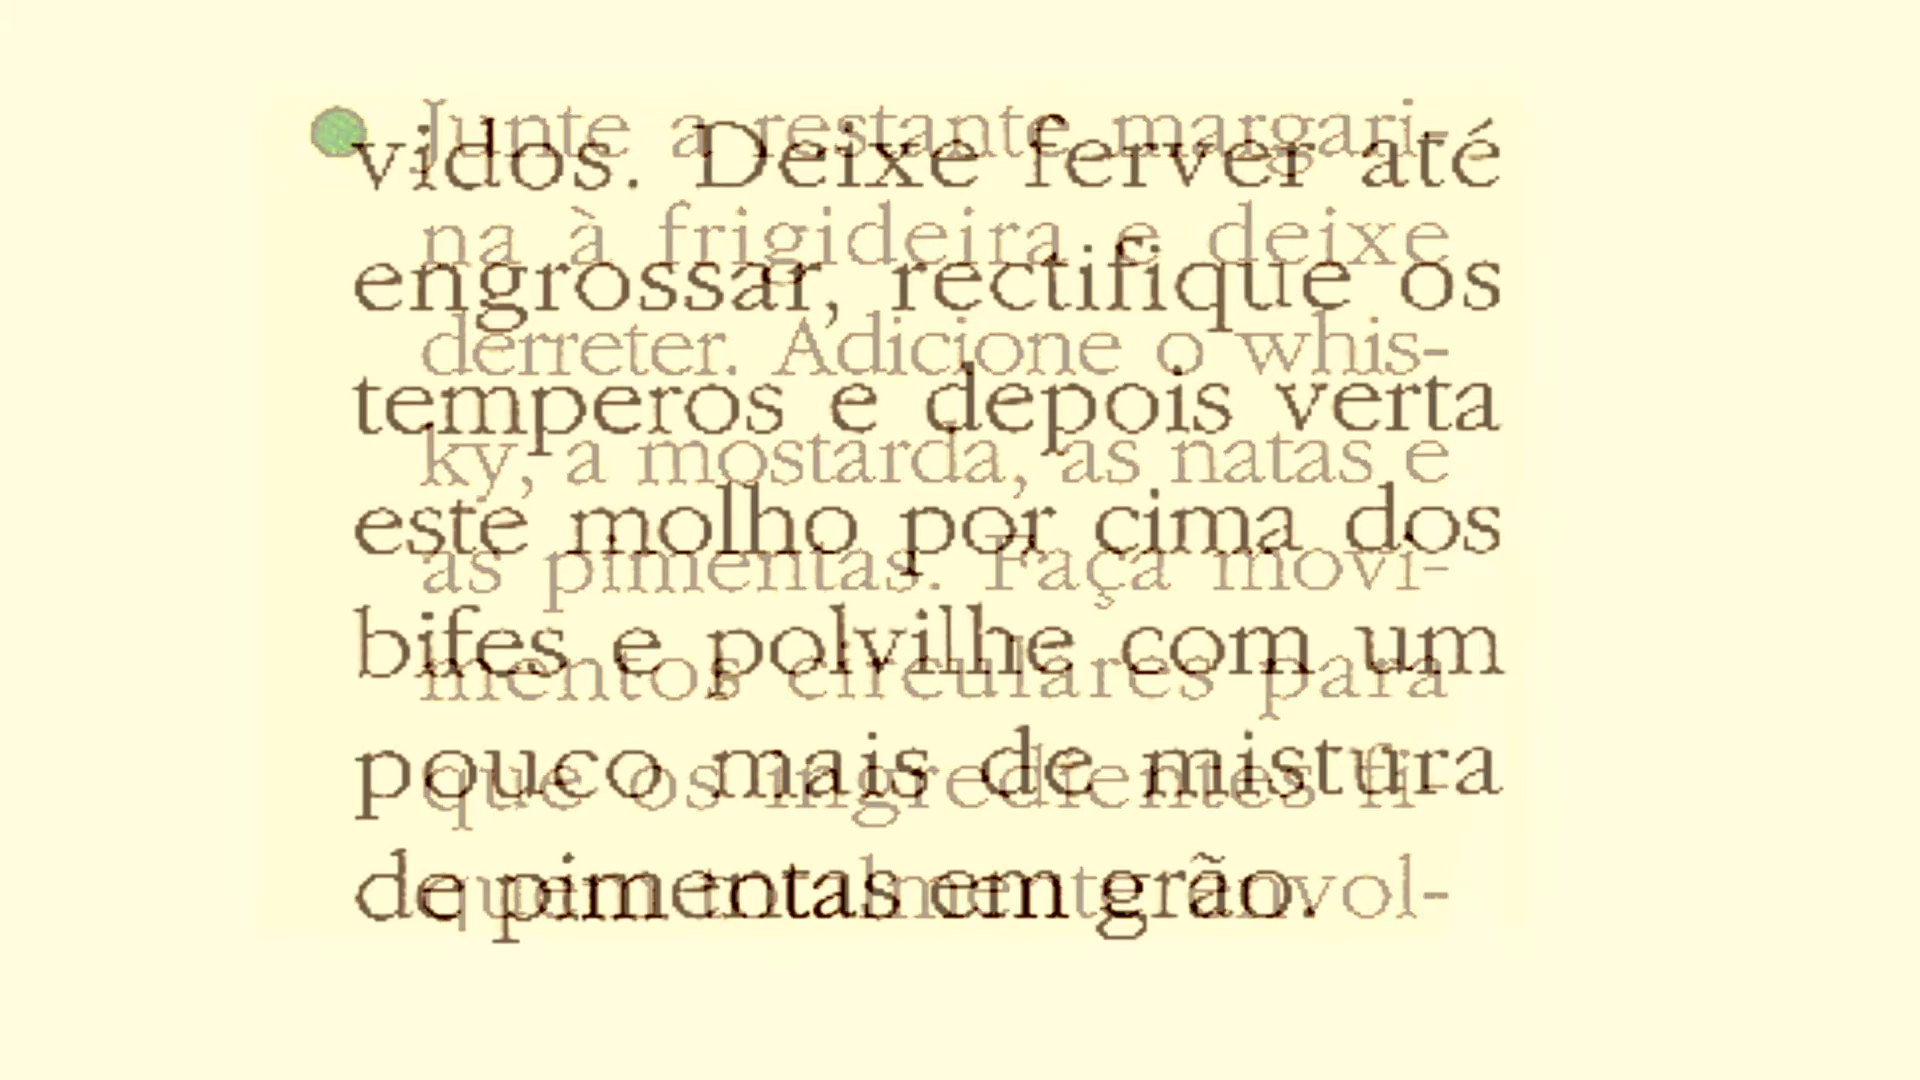 Junte a restante margari-
na à frigideira e deixe
derreter. Adicione o whis-
ky, a mostarda, as natas e
as pimentas. Faça movi-
mentos circulares para
que os ingredientes fi-
quem totalmente envol-
vidos. Deixe ferver até
engrossar, rectifique os
temperos e depois verta
este molho por cima dos
bifes e polvilhe com um
pouco mais de mistura
de pimentas em grão.